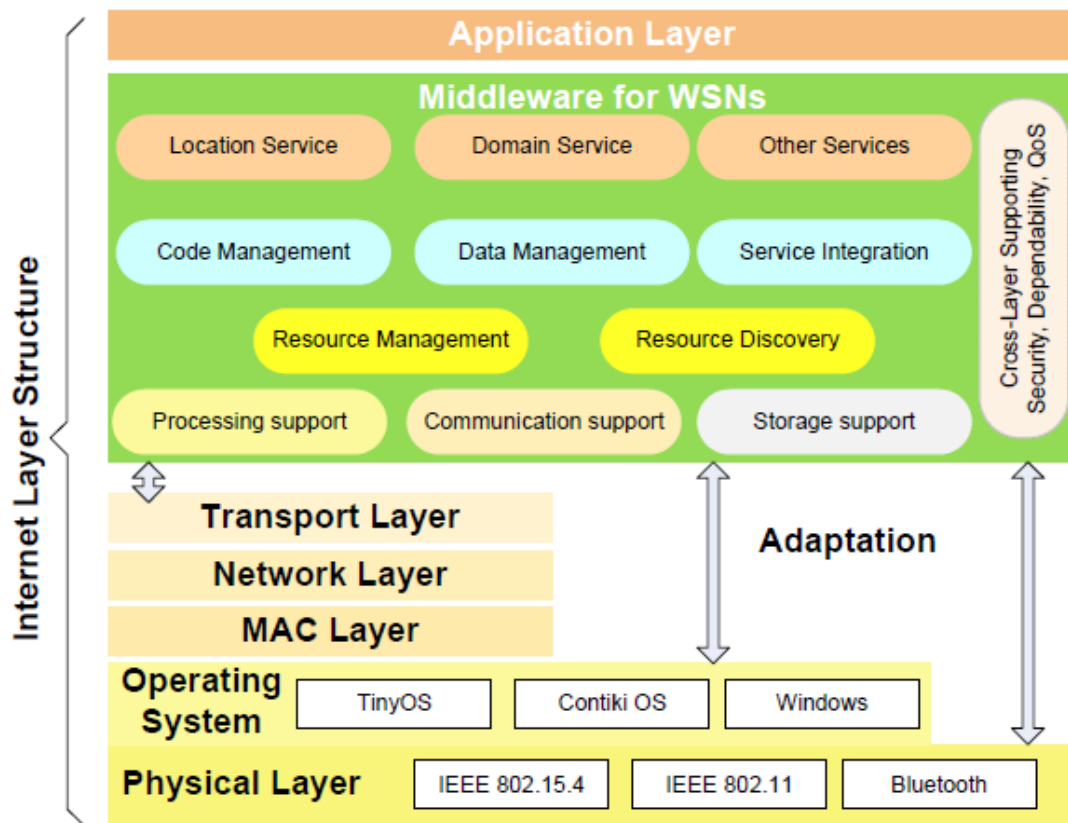 Internet Layer Structure
Application Layer
Middleware for WSNs
Location Service
Domain Service
Other Services
Code Management
Data Management
Service Integration
Resource Management
Resource Discovery
Processing support
Communication support
Storage support
Cross-Layer Supporting
Security, Dependability, QoS
Transport Layer
Network Layer
MAC Layer
Adaptation
Operating
System
TinyOS
Contiki OS
Windows
Physical Layer
IEEE 802.15.4
IEEE 802.11
Bluetooth